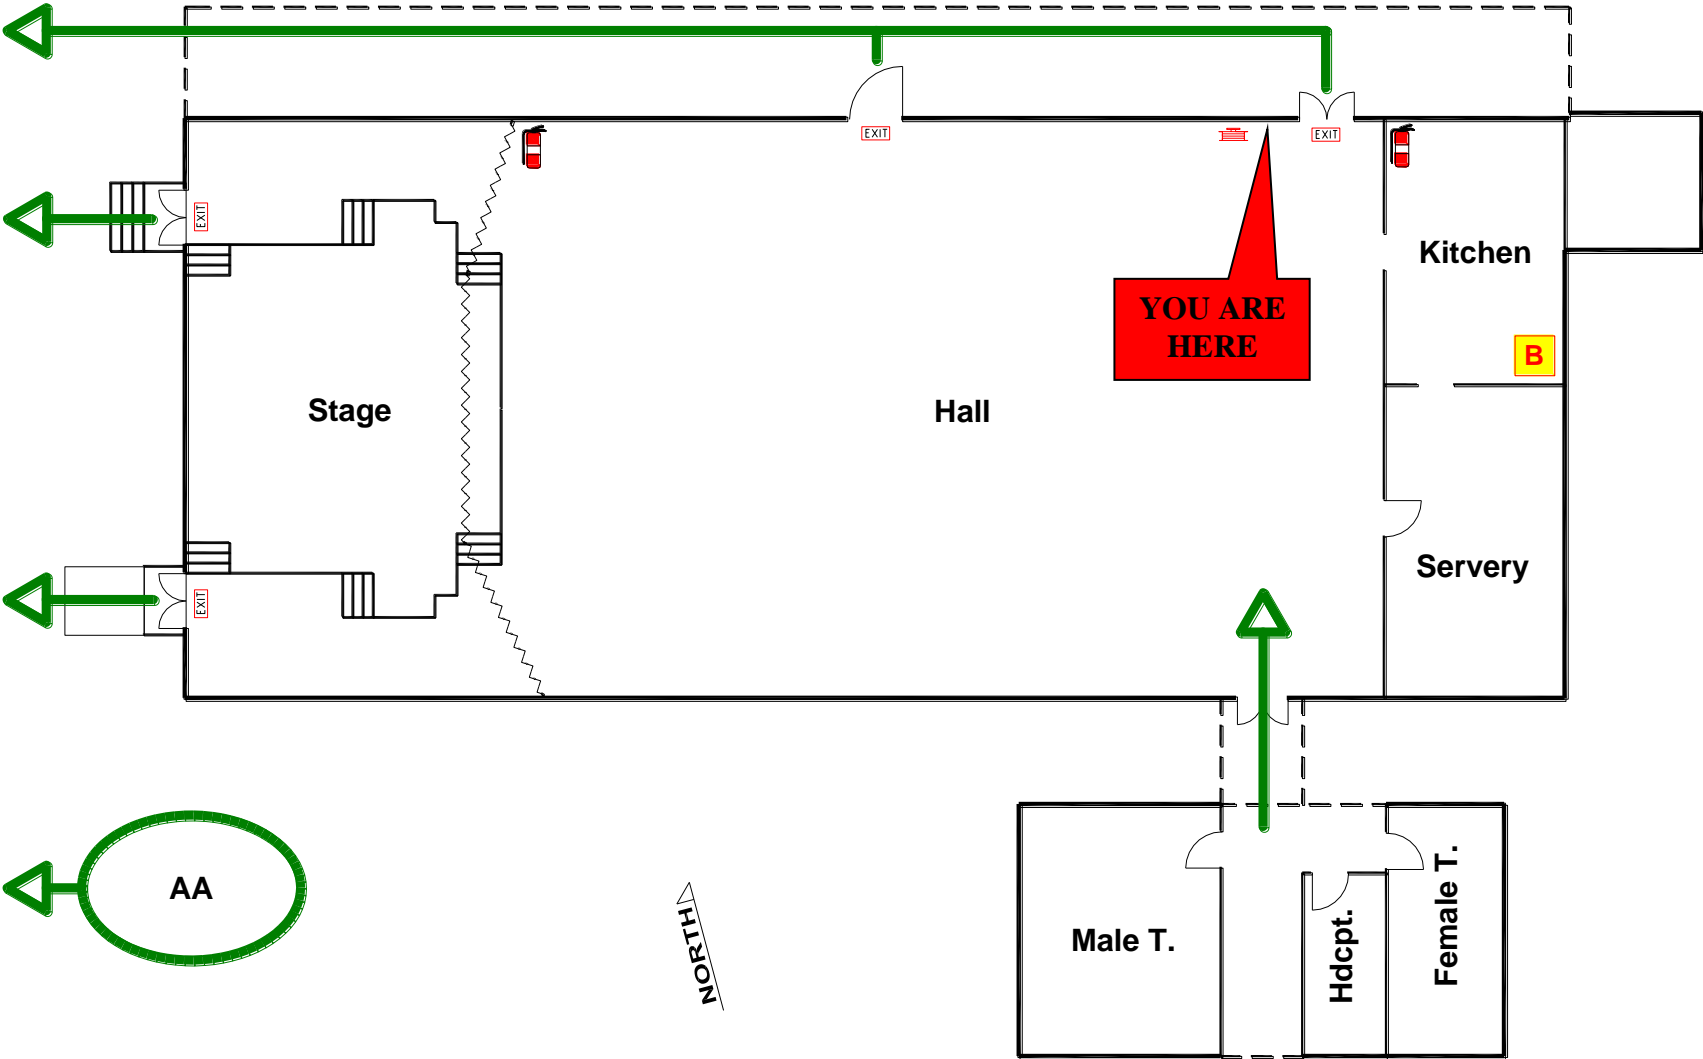 EXIT
EXIT
EXIT
Kitchen
YOU ARE
HERE
B
Stage
Hall
Servery
EXIT
AA
NORTH
Male T.
Hdcpt.
Female T.